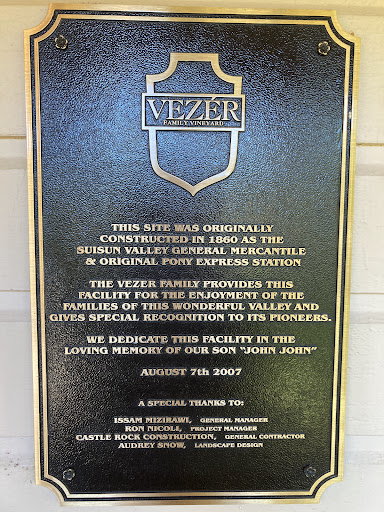 VEZÉR
FAMILY VINEYARD
THIS SITE WAS ORIGINALLY
CONSTRUCTED IN 1860 AS THE
SUISUN VALLEY GENERAL MERCANTILE
& ORIGINAL PONY EXPRESS STATION
THE VEZER FAMILY PROVIDES THIS
FACILITY FOR THE ENJOYMENT OF THE
FAMILIES OF THIS WONDERFUL VALLEY AND
GIVES SPECIAL RECOGNITION TO ITS PIONEERS.
WE DEDICATE THIS FACILITY IN THE
LOVING MEMORY OF OUR SON "JOHN JOHN"
AUGUST 7th 2007
A SPECIAL THANKS TO:
ISSAM MIZIRAWI, GENERAL MANAGER
RON NICOLI, PROJECT MANAGER
CASTLE ROCK CONSTRUCTION, GENERAL CONTRACTOR
AUDREY SNOW, LANDSCAPE DESIGN